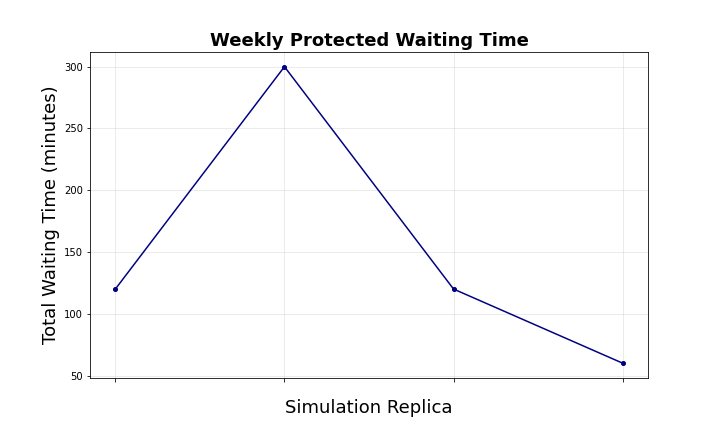 Weekly Protected Waiting Time
Total Waiting Time (minutes)
300
250
200
150
100
50
Simulation Replica